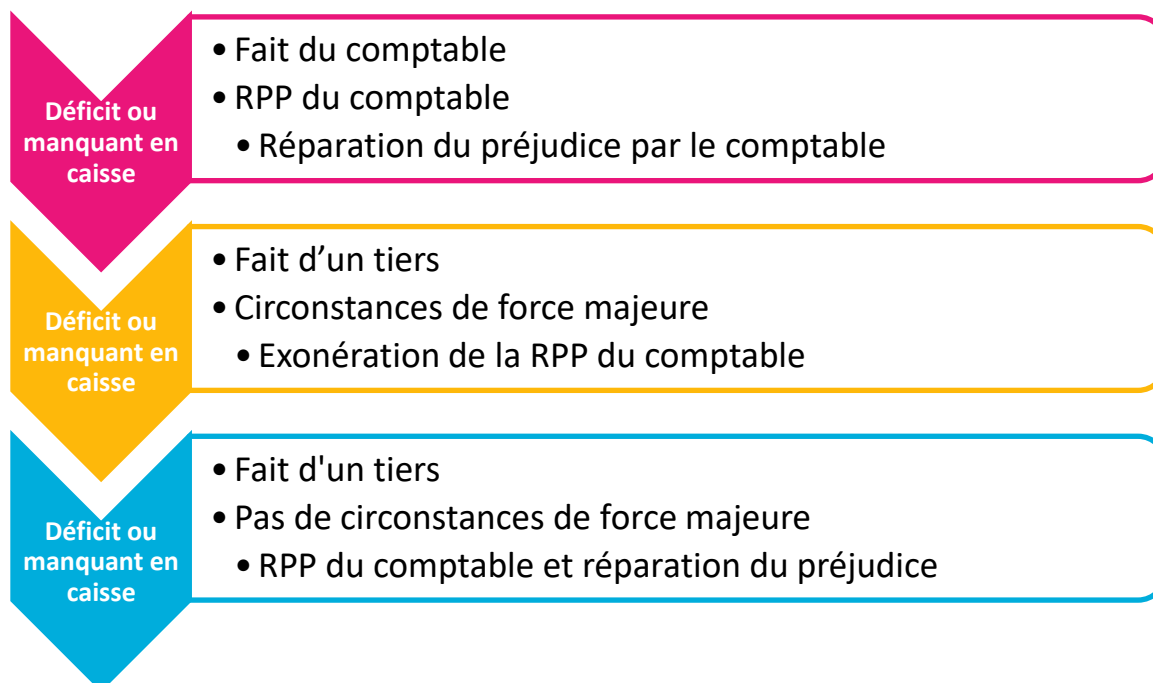 Déficit ou
manquant en
caisse
• Fait du comptable
• RPP du comptable
• Réparation du préjudice par le comptable
Déficit ou
manquant en
caisse
• Fait d’un tiers
• Circonstances de force majeure
• Exonération de la RPP du comptable
Déficit ou
manquant en
caisse
• Fait d'un tiers
• Pas de circonstances de force majeure
• RPP du comptable et réparation du préjudice